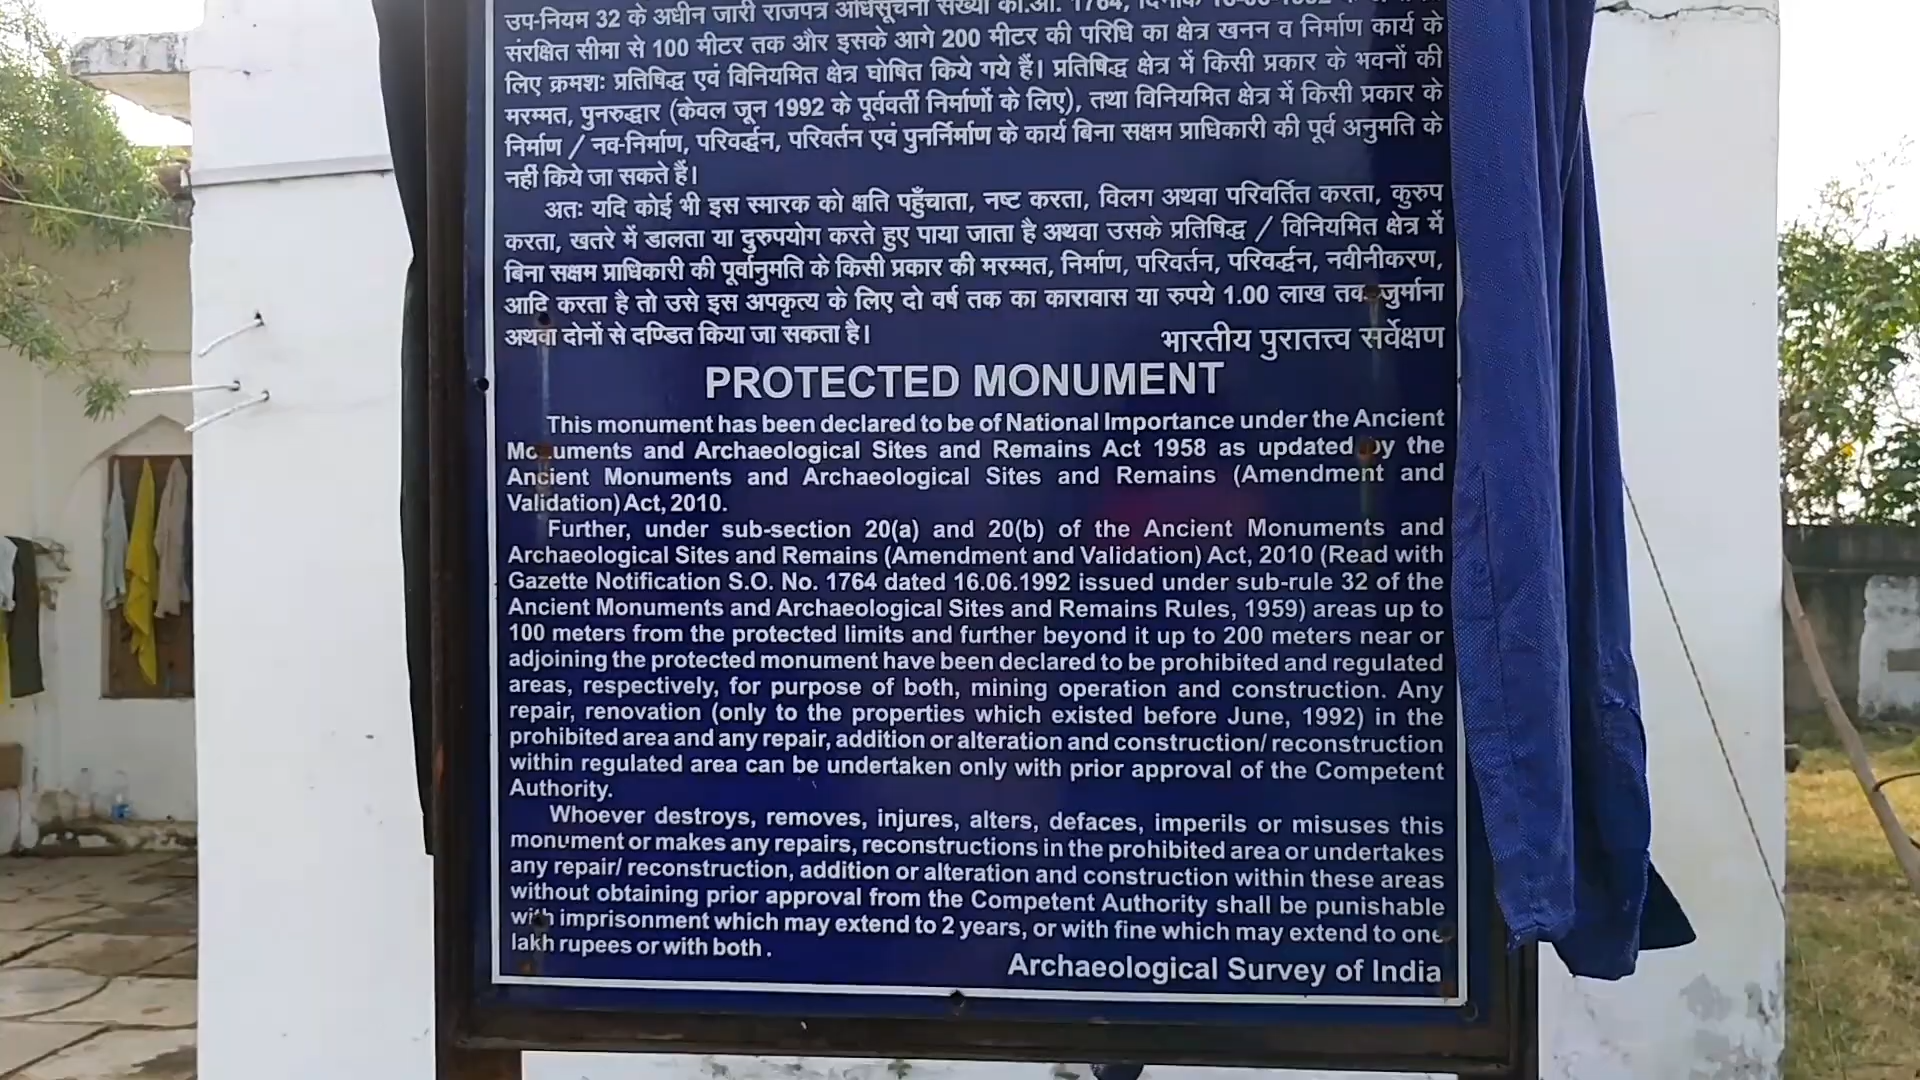 उप-नियम 32 के अधीन जारी राजपत्र अधिसूचना संख्या का.आ. 1764, दिनांक
संरक्षित सीमा से 100 मीटर तक और इसके आगे 200 मीटर की परिधि का क्षेत्र खनन व निर्माण कार्य के
लिए क्रमशः प्रतिषिद्ध एवं विनियमित क्षेत्र घोषित किये गये हैं। प्रतिषिद्ध क्षेत्र में किसी प्रकार के भवनों की
मरम्मत, पुनरुद्धार (केवल जून 1992 के पूर्ववर्ती निर्माणों के लिए), तथा विनियमित क्षेत्र में किसी प्रकार के
निर्माण / नव-निर्माण, परिवर्द्धन, परिवर्तन एवं पुनर्निर्माण के कार्य बिना सक्षम प्राधिकारी की पूर्व अनुमति के
नहीं किये जा सकते हैं।
अतः यदि कोई भी इस स्मारक को क्षति पहुँचाता, नष्ट करता, विलग अथवा परिवर्तित करता, कुरुप
करता, खतरे में डालता या दुरुपयोग करते हुए पाया जाता है अथवा उसके प्रतिषिद्ध / विनियमित क्षेत्र में
बिना सक्षम प्राधिकारी की पूर्वानुमति के किसी प्रकार की मरम्मत, निर्माण, परिवर्तन, परिवर्द्धन, नवीनीकरण,
आदि करता है तो उसे इस अपकृत्य के लिए दो वर्ष तक का कारावास या रुपये 1.00 लाख तक जुर्माना
अथवा दोनों से दण्डित किया जा सकता है।
भारतीय पुरातत्त्व सर्वेक्षण
PROTECTED MONUMENT
This monument has been declared to be of National Importance under the Ancient
Monuments and Archaeological Sites and Remains Act 1958 as updated by the
Ancient Monuments and Archaeological Sites and Remains (Amendment and
Validation) Act, 2010.
Further, under sub-section 20(a) and 20(b) of the Ancient Monuments and
Archaeological Sites and Remains (Amendment and Validation) Act, 2010 (Read with
Gazette Notification S.O. No. 1764 dated 16.06.1992 issued under sub-rule 32 of the
Ancient Monuments and Archaeological Sites and Remains Rules, 1959) areas up to
100 meters from the protected limits and further beyond it up to 200 meters near or
adjoining the protected monument have been declared to be prohibited and regulated
areas, respectively, for purpose of both, mining operation and construction. Any
repair, renovation (only to the properties which existed before June, 1992) in the
prohibited area and any repair, addition or alteration and construction/ reconstruction
within regulated area can be undertaken only with prior approval of the Competent
Authority.
Whoever destroys, removes, injures, alters, defaces, imperils or misuses this
monument or makes any repairs, reconstructions in the prohibited area or undertakes
any repair/ reconstruction, addition or alteration and construction within these areas
without obtaining prior approval from the Competent Authority shall be punishable
with imprisonment which may extend to 2 years, or with fine which may extend to one
lakh rupees or with both .
Archaeological Survey of India